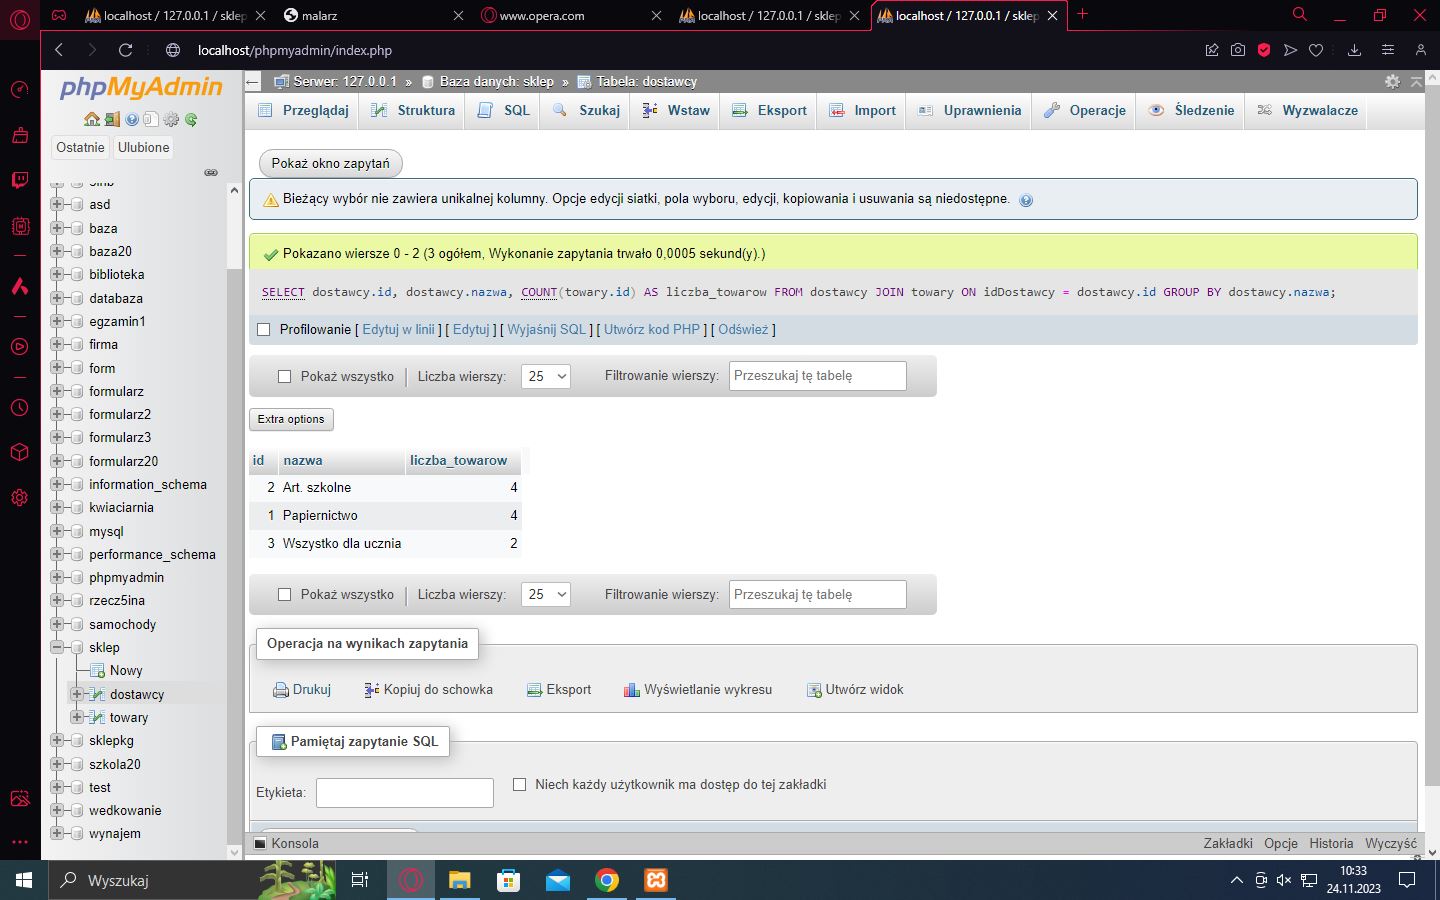 localhost / 127.0.0.1 / sklep
malarz
www.opera.com
localhost / 127.0.0.1 / sklep
localhost / 127.0.0.1 / sklep
localhost/phpmyadmin/index.php
phpMyAdmin
Ostatnie
Ulubione
asd
baza
baza20
biblioteka
databaza
egzamin1
firma
form
formularz
formularz2
formularz3
formularz20
information_schema
kwiaciarnia
mysql
performance_schema
phpmyadmin
rzecz5ina
samochody
sklep
Nowy
dostawcy
towary
sklepkg
szkola20
test
wedkowanie
wynajem
Serwer: 127.0.0.1 » Baza danych: sklep » Tabela: dostawcy
Przeglądaj
Struktura
SQL
Szukaj
Wstaw
Eksport
Import
Uprawnienia
Operacje
Śledzenie
Wyzwalacze
Pokaż okno zapytań
Bieżący wybór nie zawiera unikalnej kolumny. Opcje edycji siatki, pola wyboru, edycji, kopiowania i usuwania są niedostępne.
Pokazano wiersze 0 - 2 (3 ogółem, Wykonanie zapytania trwało 0,0005 sekund(y).)
SELECT dostawcy.id, dostawcy.nazwa, COUNT(towary.id) AS liczba_towarow FROM dostawcy JOIN towary ON idDostawcy = dostawcy.id GROUP BY dostawcy.nazwa;
Profilowanie [ Edytuj w linii ] [ Edytuj ] [ Wyjaśnij SQL ] [ Utwórz kod PHP ] [ Odśwież ]
Pokaż wszystko
Liczba wierszy:
25
Filtrowanie wierszy:
Przeszukaj tę tabelę
Extra options
id nazwa liczba_towarow
2 Art. szkolne 4
1 Papiernictwo 4
3 Wszystko dla ucznia 2
Pokaż wszystko
Liczba wierszy:
25
Filtrowanie wierszy:
Przeszukaj tę tabelę
Operacja na wynikach zapytania
Drukuj
Kopiuj do schowka
Eksport
Wyświetlanie wykresu
Utwórz widok
Pamiętaj zapytanie SQL
Etykieta:
Niech każdy użytkownik ma dostęp do tej zakładki
Konsola
Zakładki
Opcje
Historia
Wyczyść
Wyszukaj
10:33
24.11.2023